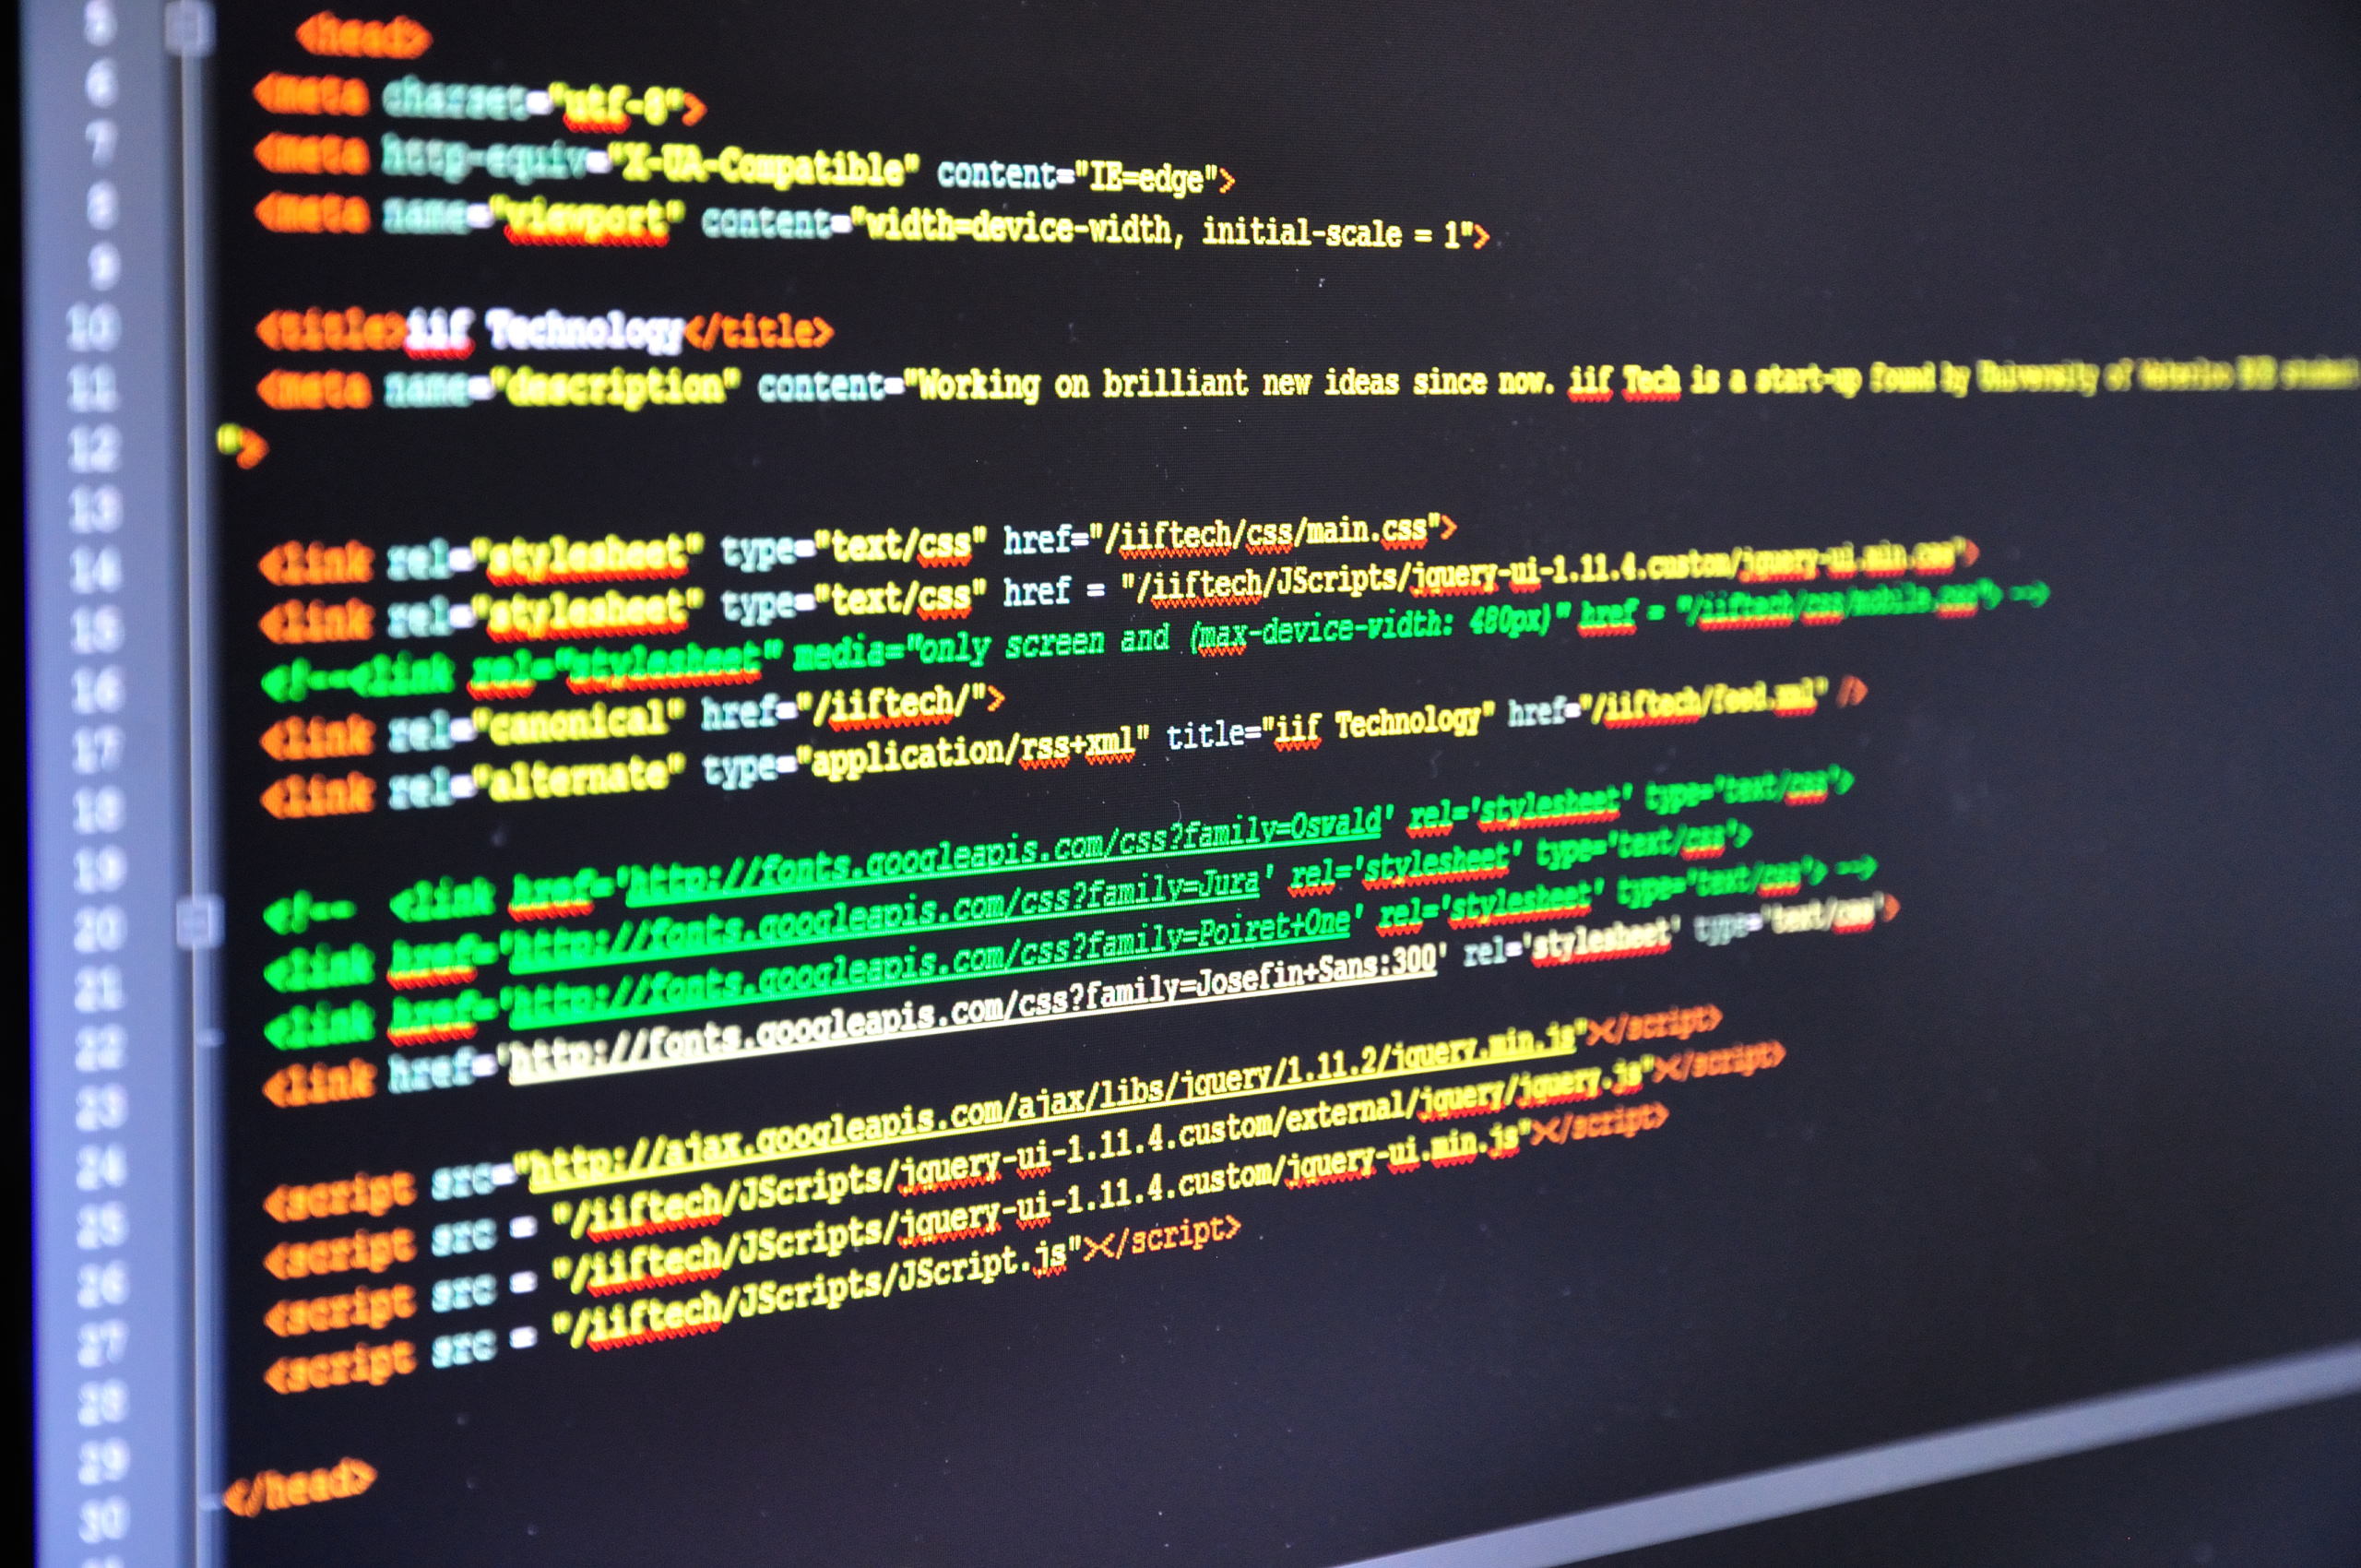 5 <head>
6 <meta charset="utf-8">
7 <meta http-equiv="X-UA-Compatible" content="IE=edge">
8 <meta name="viewport" content="width=device-width, initial-scale = 1">
9
10 <title>iif Technology</title>
11 <meta name="description" content="Working on brilliant new ideas since now. iif Tech is a start-up found by University of Waterloo ECE student
12 ">
13
14 <link rel="stylesheet" type="text/css" href="/iiftech/css/main.css">
15 <link rel="stylesheet" type="text/css" href = "/iiftech/JScripts/jquery-ui-1.11.4.custom/jquery-ui.min.css">
16 <!--<link rel="stylesheet" media="only screen and (max-device-width: 480px)" href = "/iiftech/css/mobile.css"> -->
17 <link rel="canonical" href="/iiftech/">
18 <link rel="alternate" type="application/rss+xml" title="iif Technology" href="/iiftech/feed.xml" />
19
20 <!-- <link href='http://fonts.googleapis.com/css?family=Oswald' rel='stylesheet' type='text/css'>
21 <link href='http://fonts.googleapis.com/css?family=Jura' rel='stylesheet' type='text/css'>
22 <link href='http://fonts.googleapis.com/css?family=Poiret+One' rel='stylesheet' type='text/css'> -->
23 <link href='http://fonts.googleapis.com/css?family=Josefin+Sans:300' rel='stylesheet' type='text/css'>
24
25 <script src="http://ajax.googleapis.com/ajax/libs/jquery/1.11.2/jquery.min.js"></script>
26 <script src = "/iiftech/JScripts/jquery-ui-1.11.4.custom/external/jquery/jquery.js"></script>
27 <script src = "/iiftech/JScripts/jquery-ui-1.11.4.custom/jquery-ui.min.js"></script>
28 <script src = "/iiftech/JScripts/JScript.js"></script>
29
30 </head>